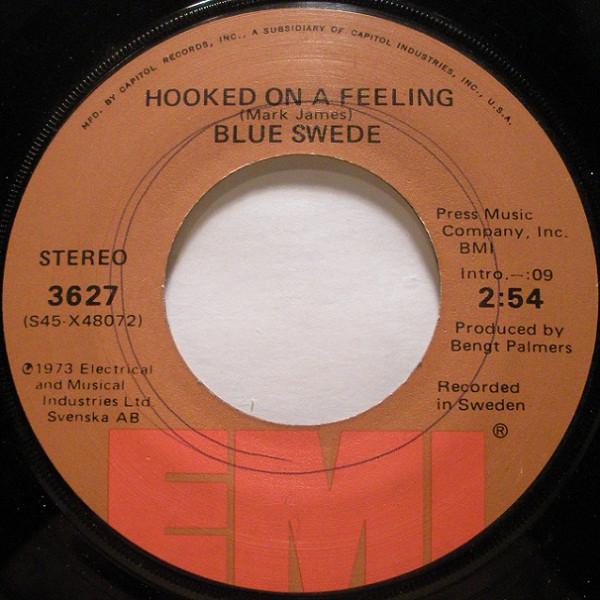 MFD. BY CAPITOL RECORDS, INC., A SUBSIDIARY OF CAPITOL INDUSTRIES, INC., U.S.A.
HOOKED ON A FEELING
(Mark James)
BLUE SWEDE
STEREO
3627
(S45-X48072)
℗1973 Electrical
and Musical
Industries Ltd
Svenska AB
Press Music
Company, Inc.
BMI
Intro.—:09
2:54
Produced by
Bengt Palmers
Recorded
in Sweden
EMI®